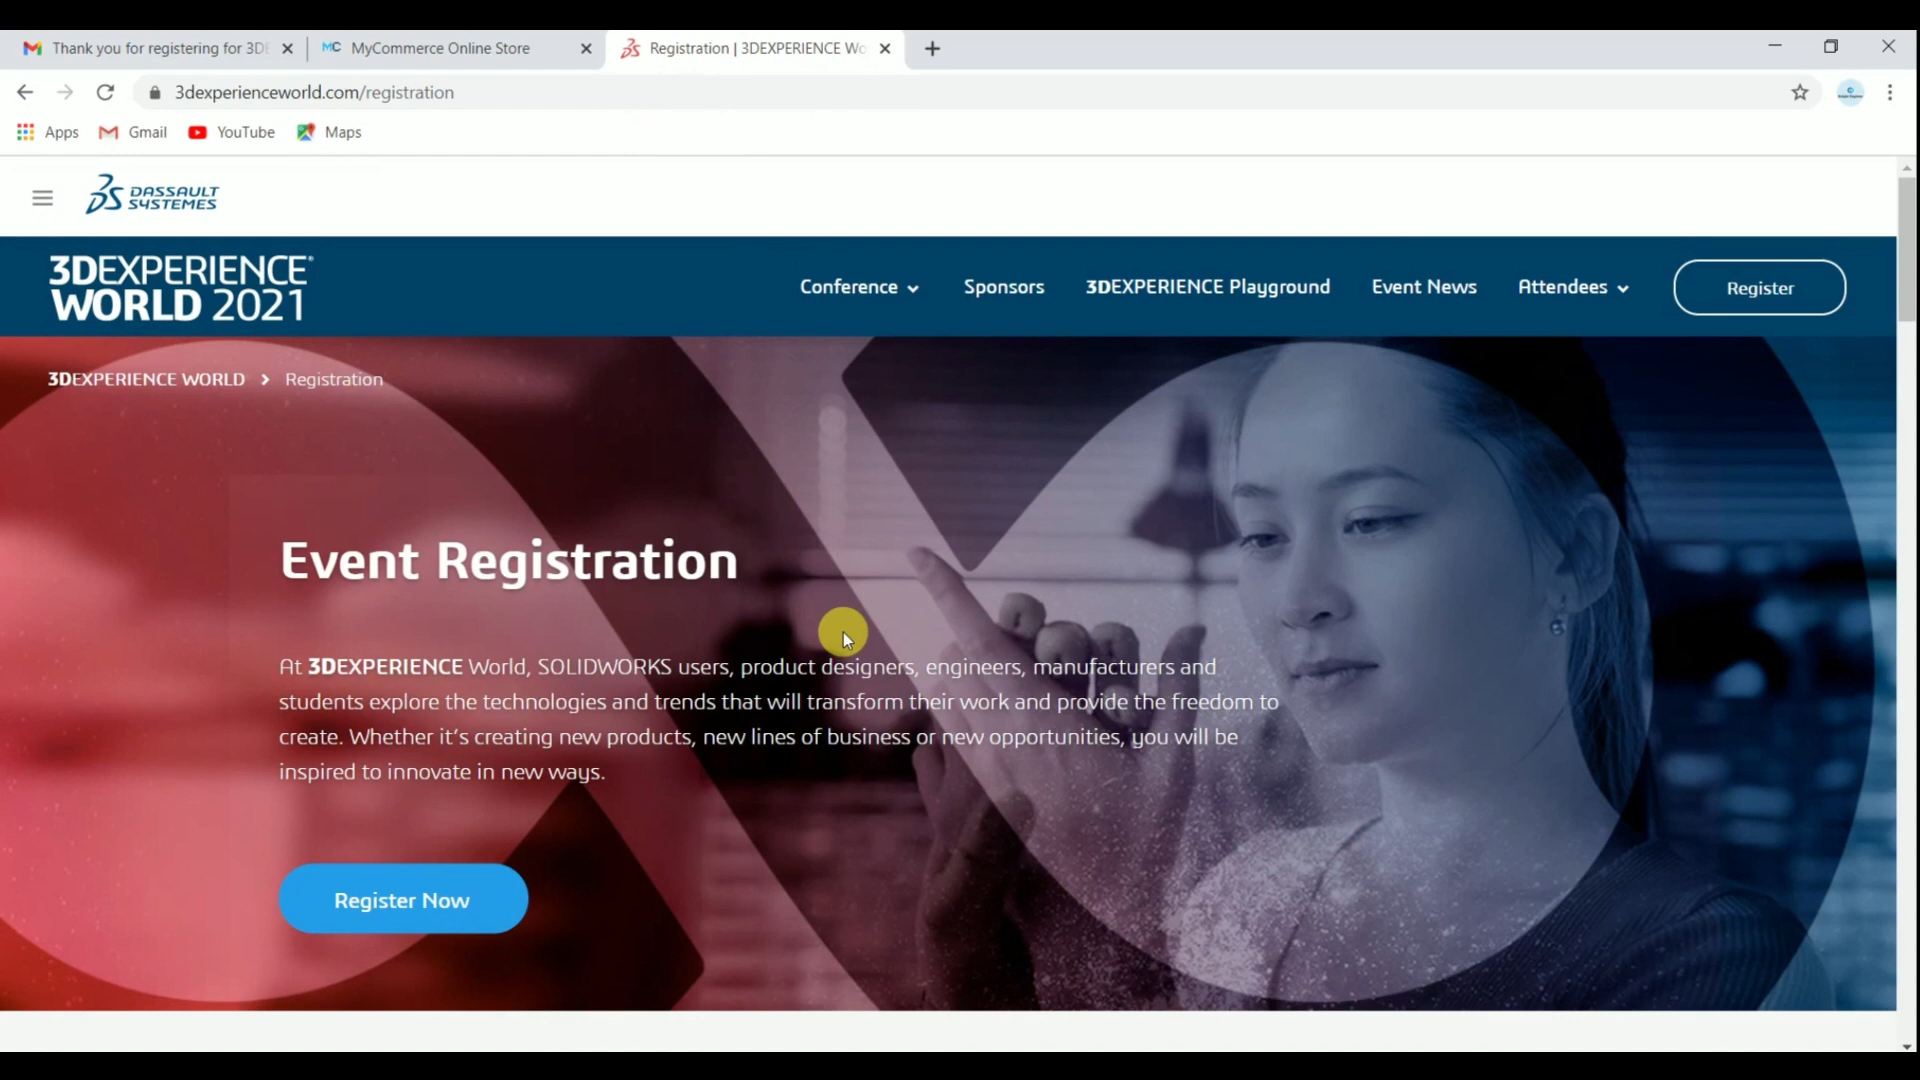 Thank you for registering for 3DE
MC MyCommerce Online Store
Registration | 3DEXPERIENCE Wo
3dexperienceworld.com/registration
Apps Gmail YouTube Maps
DASSAULT
SYSTEMES
3DEXPERIENCE®
WORLD 2021
Conference Sponsors 3DEXPERIENCE Playground Event News Attendees Register
3DEXPERIENCE WORLD > Registration
Event Registration
At 3DEXPERIENCE World, SOLIDWORKS users, product designers, engineers, manufacturers and
students explore the technologies and trends that will transform their work and provide the freedom to
create. Whether it's creating new products, new lines of business or new opportunities, you will be
inspired to innovate in new ways.
Register Now